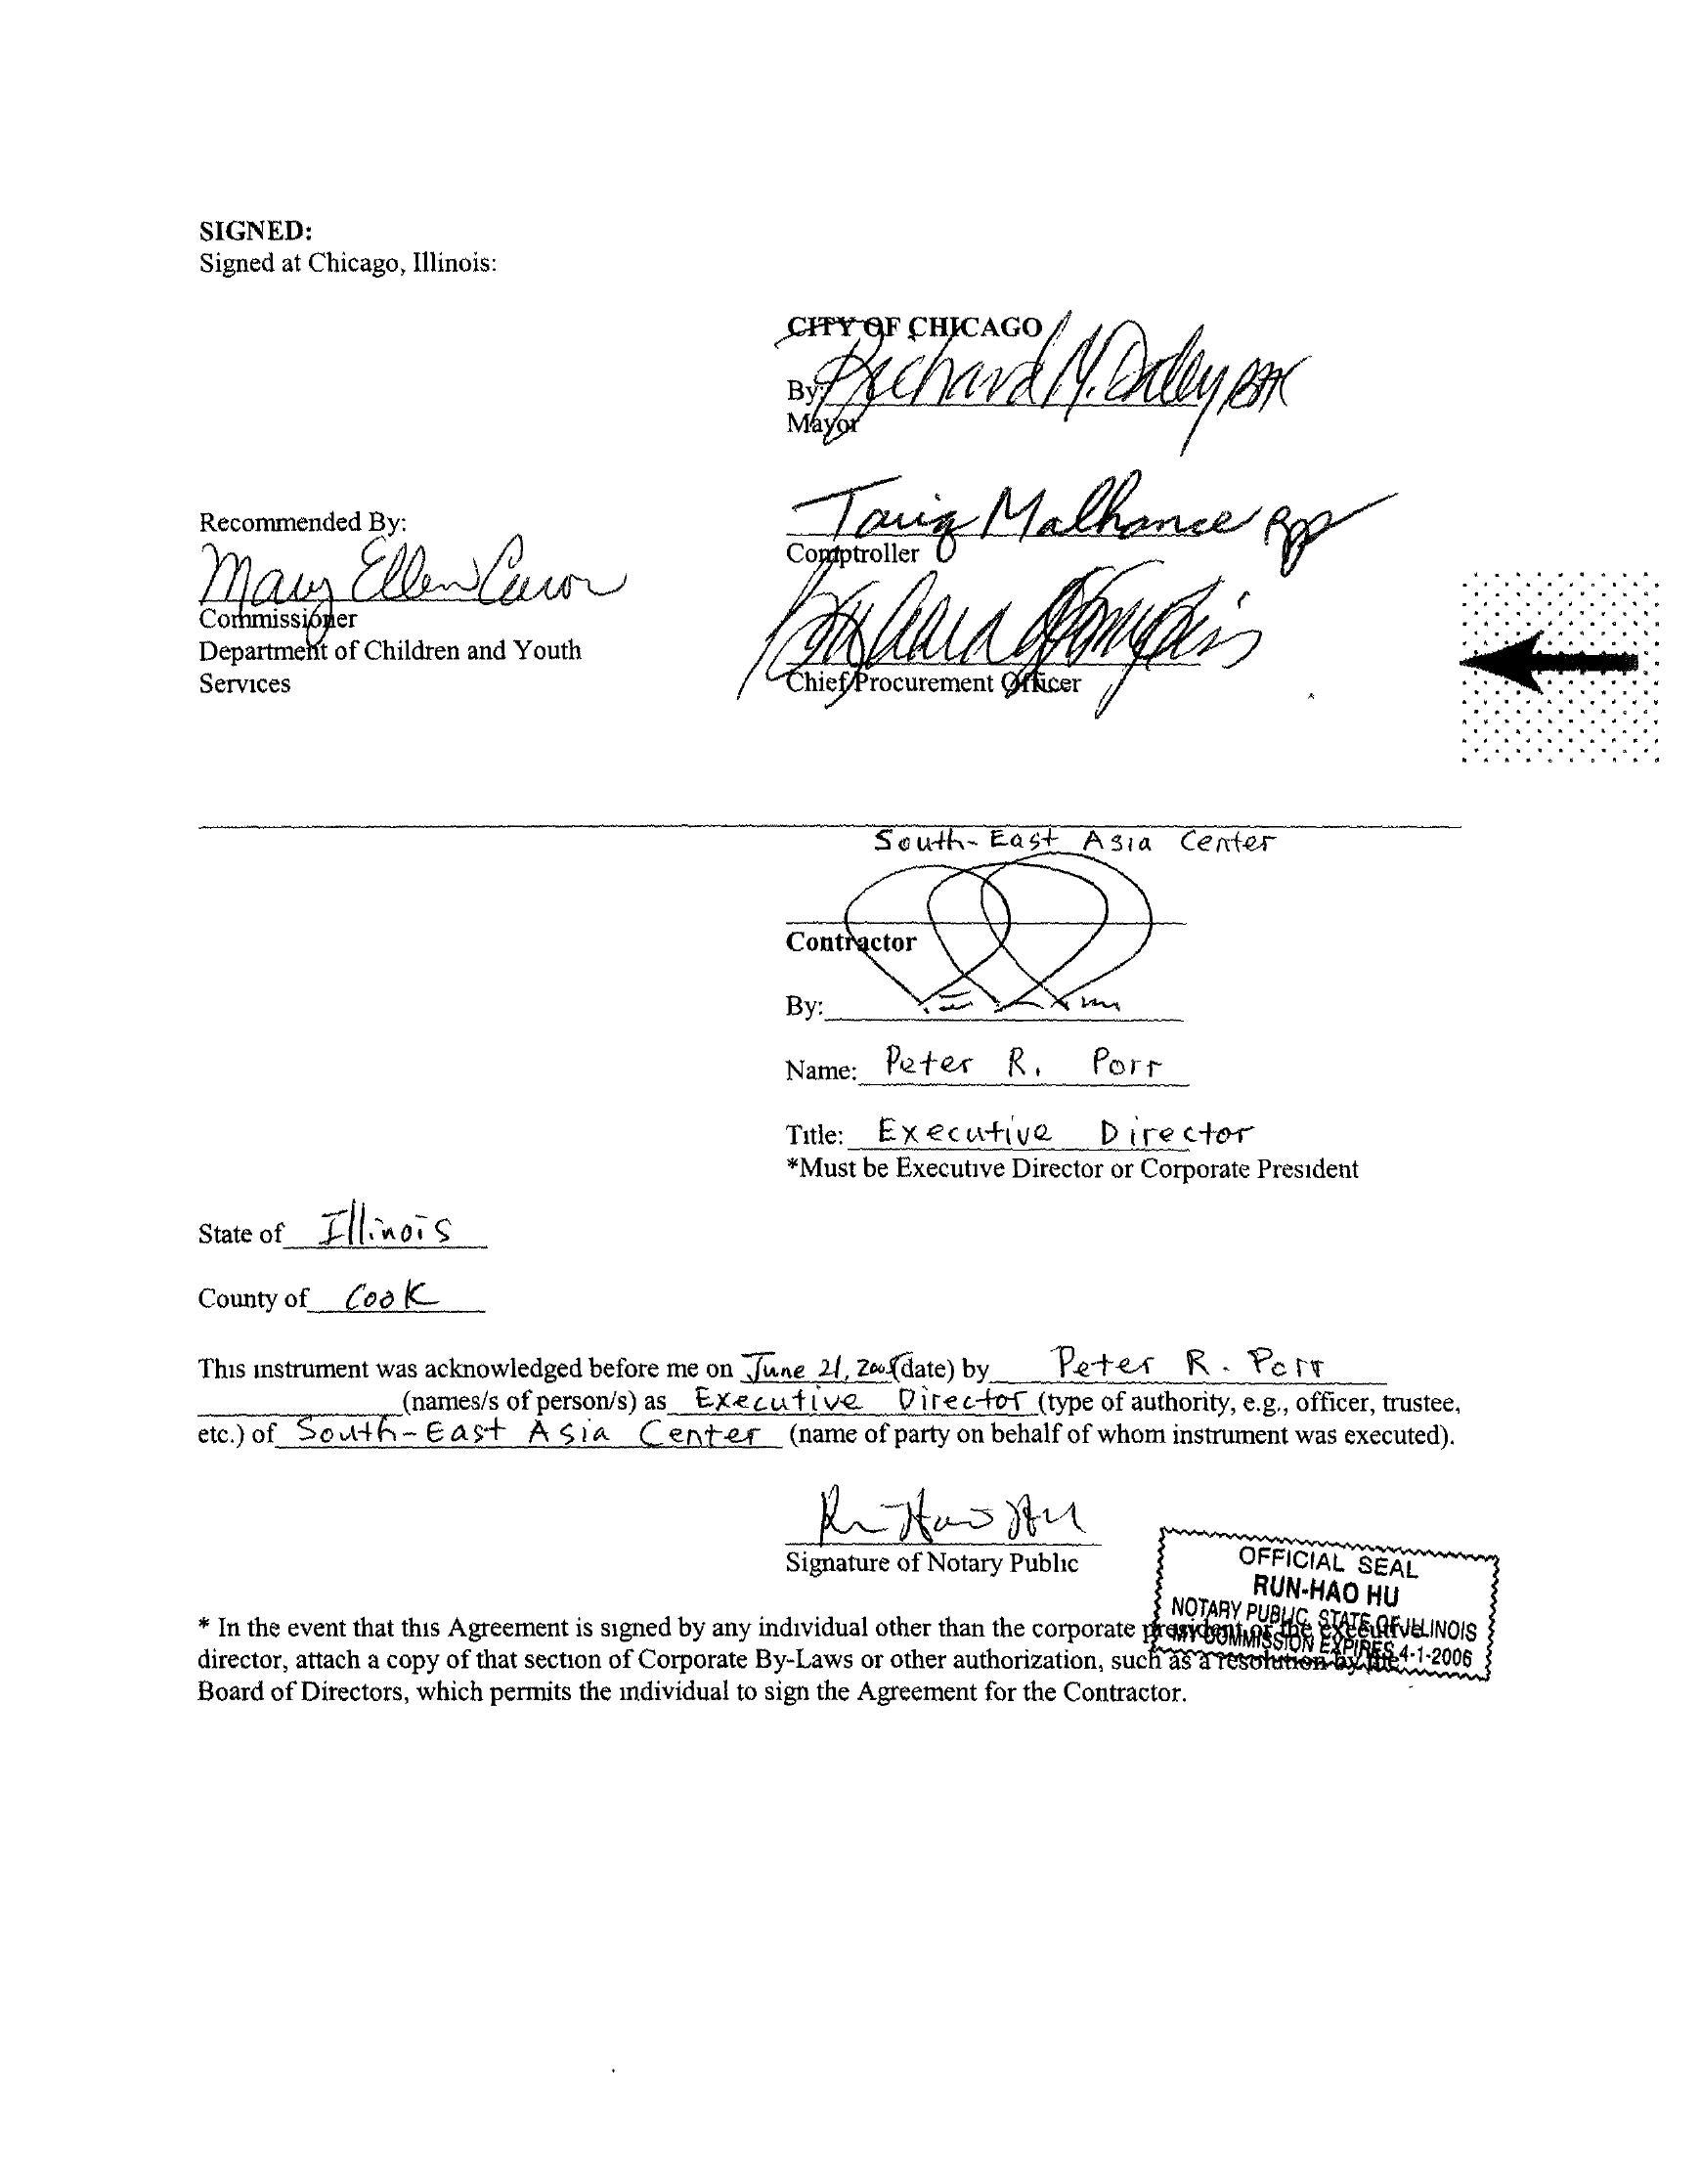 SIGNED:
Signed at Chicago, Illinois:
CITY OF CHICAGO
By: Richard M. Daley
Mayor
Recommended By:
Tariq Malhance
Comptroller
Mary Ellen Caron
Commissioner
Department of Children and Youth
Services
Chief Procurement Officer
South-East Asia Center
Contractor
By:
Name: Peter R. Porr
Title: Executive Director
*Must be Executive Director or Corporate President
State of Illinois
County of Cook
This instrument was acknowledged before me on June 21, 2005 (date) by Peter R. Porr
(names/s of person/s) as Executive Director (type of authority, e.g., officer, trustee,
etc.) of South-East Asia Center (name of party on behalf of whom instrument was executed).
Run-Hao Hu
Signature of Notary Public
OFFICIAL SEAL
RUN-HAO HU
NOTARY PUBLIC, STATE OF ILLINOIS
MY COMMISSION EXPIRES 4-1-2006
* In the event that this Agreement is signed by any individual other than the corporate president or the executive
director, attach a copy of that section of Corporate By-Laws or other authorization, such as a resolution by the
Board of Directors, which permits the individual to sign the Agreement for the Contractor.